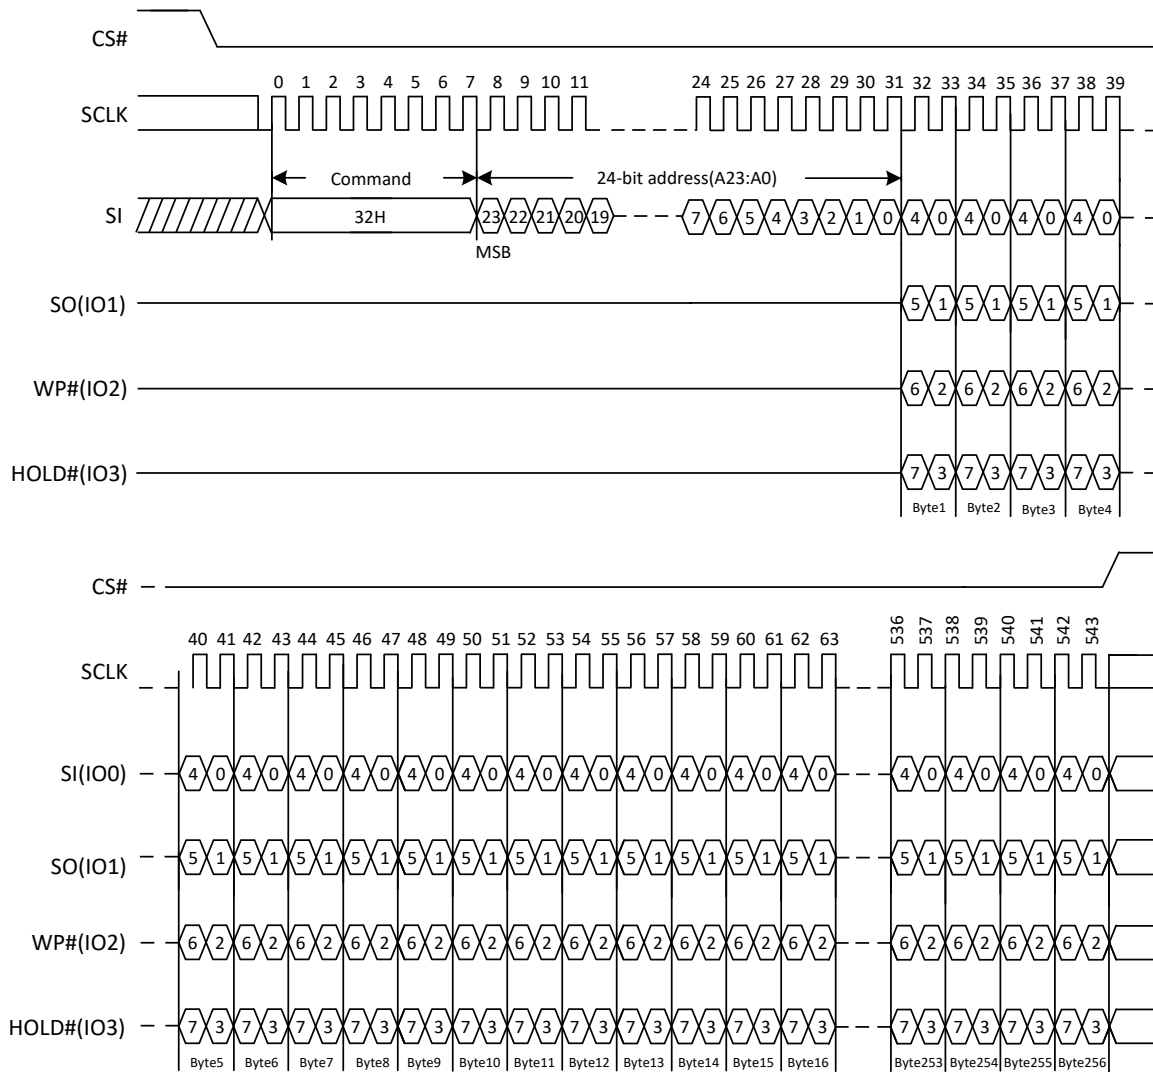 CS#
0 1 2 3 4 5 6 7 8 9 10 11 24 25 26 27 28 29 30 31 32 33 34 35 36 37 38 39
SCLK
Command 24-bit address(A23:A0)
SI 32H 23 22 21 20 19 7 6 5 4 3 2 1 0 4 0 4 0 4 0 4 0
MSB
SO(IO1) 5 1 5 1 5 1 5 1
WP#(IO2) 6 2 6 2 6 2 6 2
HOLD#(IO3) 7 3 7 3 7 3 7 3
Byte1 Byte2 Byte3 Byte4
CS#
40 41 42 43 44 45 46 47 48 49 50 51 52 53 54 55 56 57 58 59 60 61 62 63 536 537 538 539 540 541 542 543
SCLK
SI(IO0) 4 0 4 0 4 0 4 0 4 0 4 0 4 0 4 0 4 0 4 0 4 0 4 0 4 0 4 0 4 0 4 0
SO(IO1) 5 1 5 1 5 1 5 1 5 1 5 1 5 1 5 1 5 1 5 1 5 1 5 1 5 1 5 1 5 1 5 1
WP#(IO2) 6 2 6 2 6 2 6 2 6 2 6 2 6 2 6 2 6 2 6 2 6 2 6 2 6 2 6 2 6 2 6 2
HOLD#(IO3) 7 3 7 3 7 3 7 3 7 3 7 3 7 3 7 3 7 3 7 3 7 3 7 3 7 3 7 3 7 3 7 3
Byte5 Byte6 Byte7 Byte8 Byte9 Byte10 Byte11 Byte12 Byte13 Byte14 Byte15 Byte16 Byte253 Byte254 Byte255 Byte256